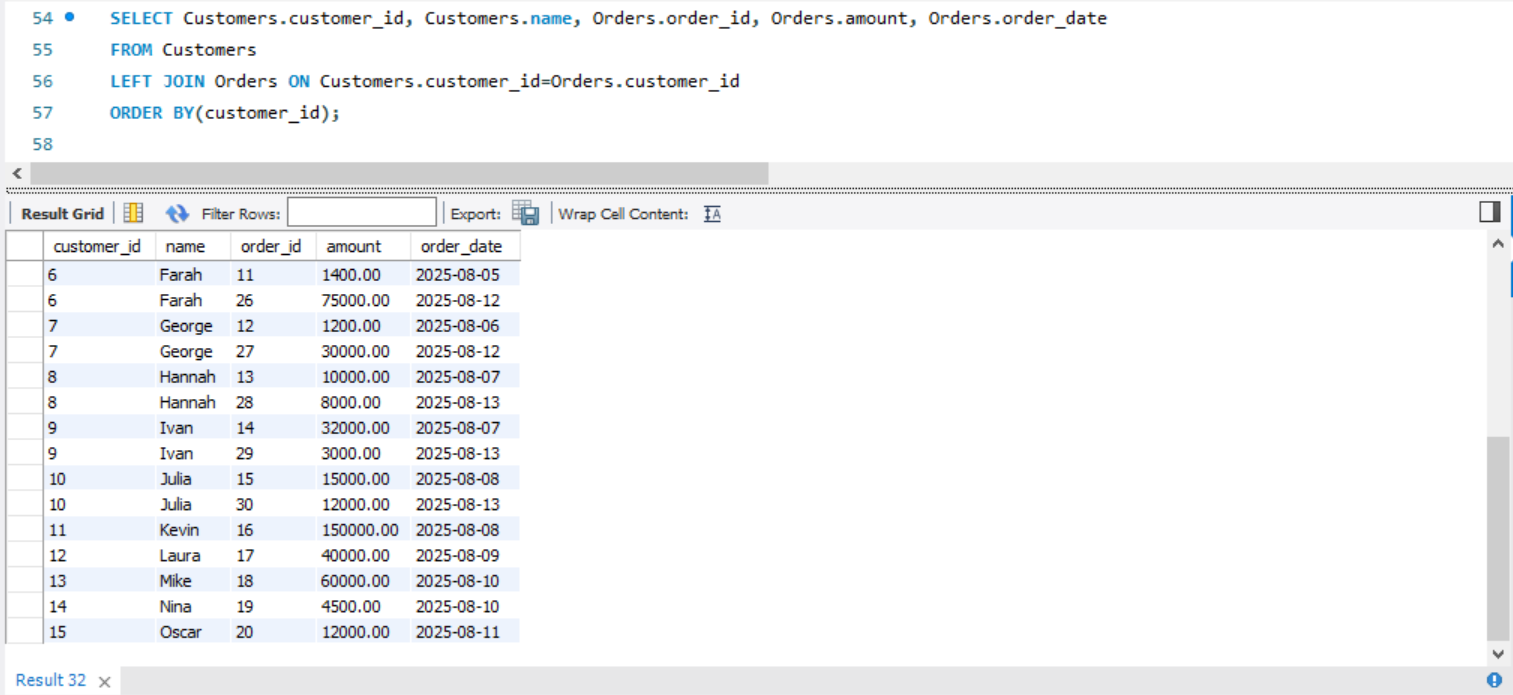 54 SELECT Customers.customer_id, Customers.name, Orders.order_id, Orders.amount, Orders.order_date
55 FROM Customers
56 LEFT JOIN Orders ON Customers.customer_id=Orders.customer_id
57 ORDER BY(customer_id);
58
Result Grid Filter Rows: Export: Wrap Cell Content: IA
customer_id name order_id amount order_date
6 Farah 11 1400.00 2025-08-05
6 Farah 26 75000.00 2025-08-12
7 George 12 1200.00 2025-08-06
7 George 27 30000.00 2025-08-12
8 Hannah 13 10000.00 2025-08-07
8 Hannah 28 8000.00 2025-08-13
9 Ivan 14 32000.00 2025-08-07
9 Ivan 29 3000.00 2025-08-13
10 Julia 15 15000.00 2025-08-08
10 Julia 30 12000.00 2025-08-13
11 Kevin 16 150000.00 2025-08-08
12 Laura 17 40000.00 2025-08-09
13 Mike 18 60000.00 2025-08-10
14 Nina 19 4500.00 2025-08-10
15 Oscar 20 12000.00 2025-08-11
Result 32